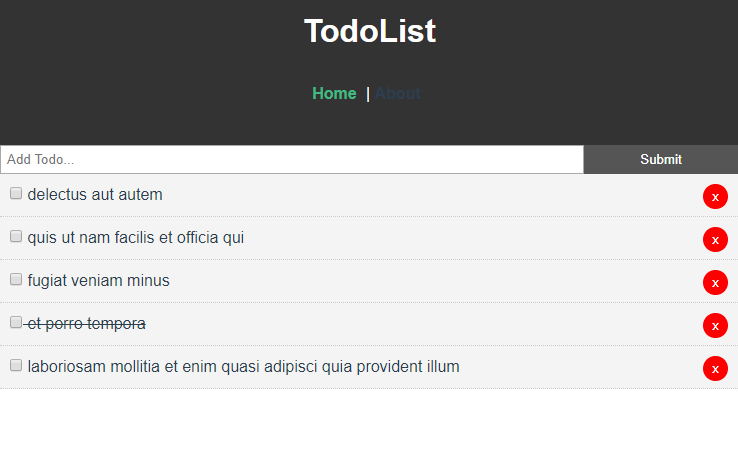 TodoList
Home | About
Add Todo... Submit
delectus aut autem x
quis ut nam facilis et officia qui x
fugiat veniam minus x
et porro tempora x
laboriosam mollitia et enim quasi adipisci quia provident illum x